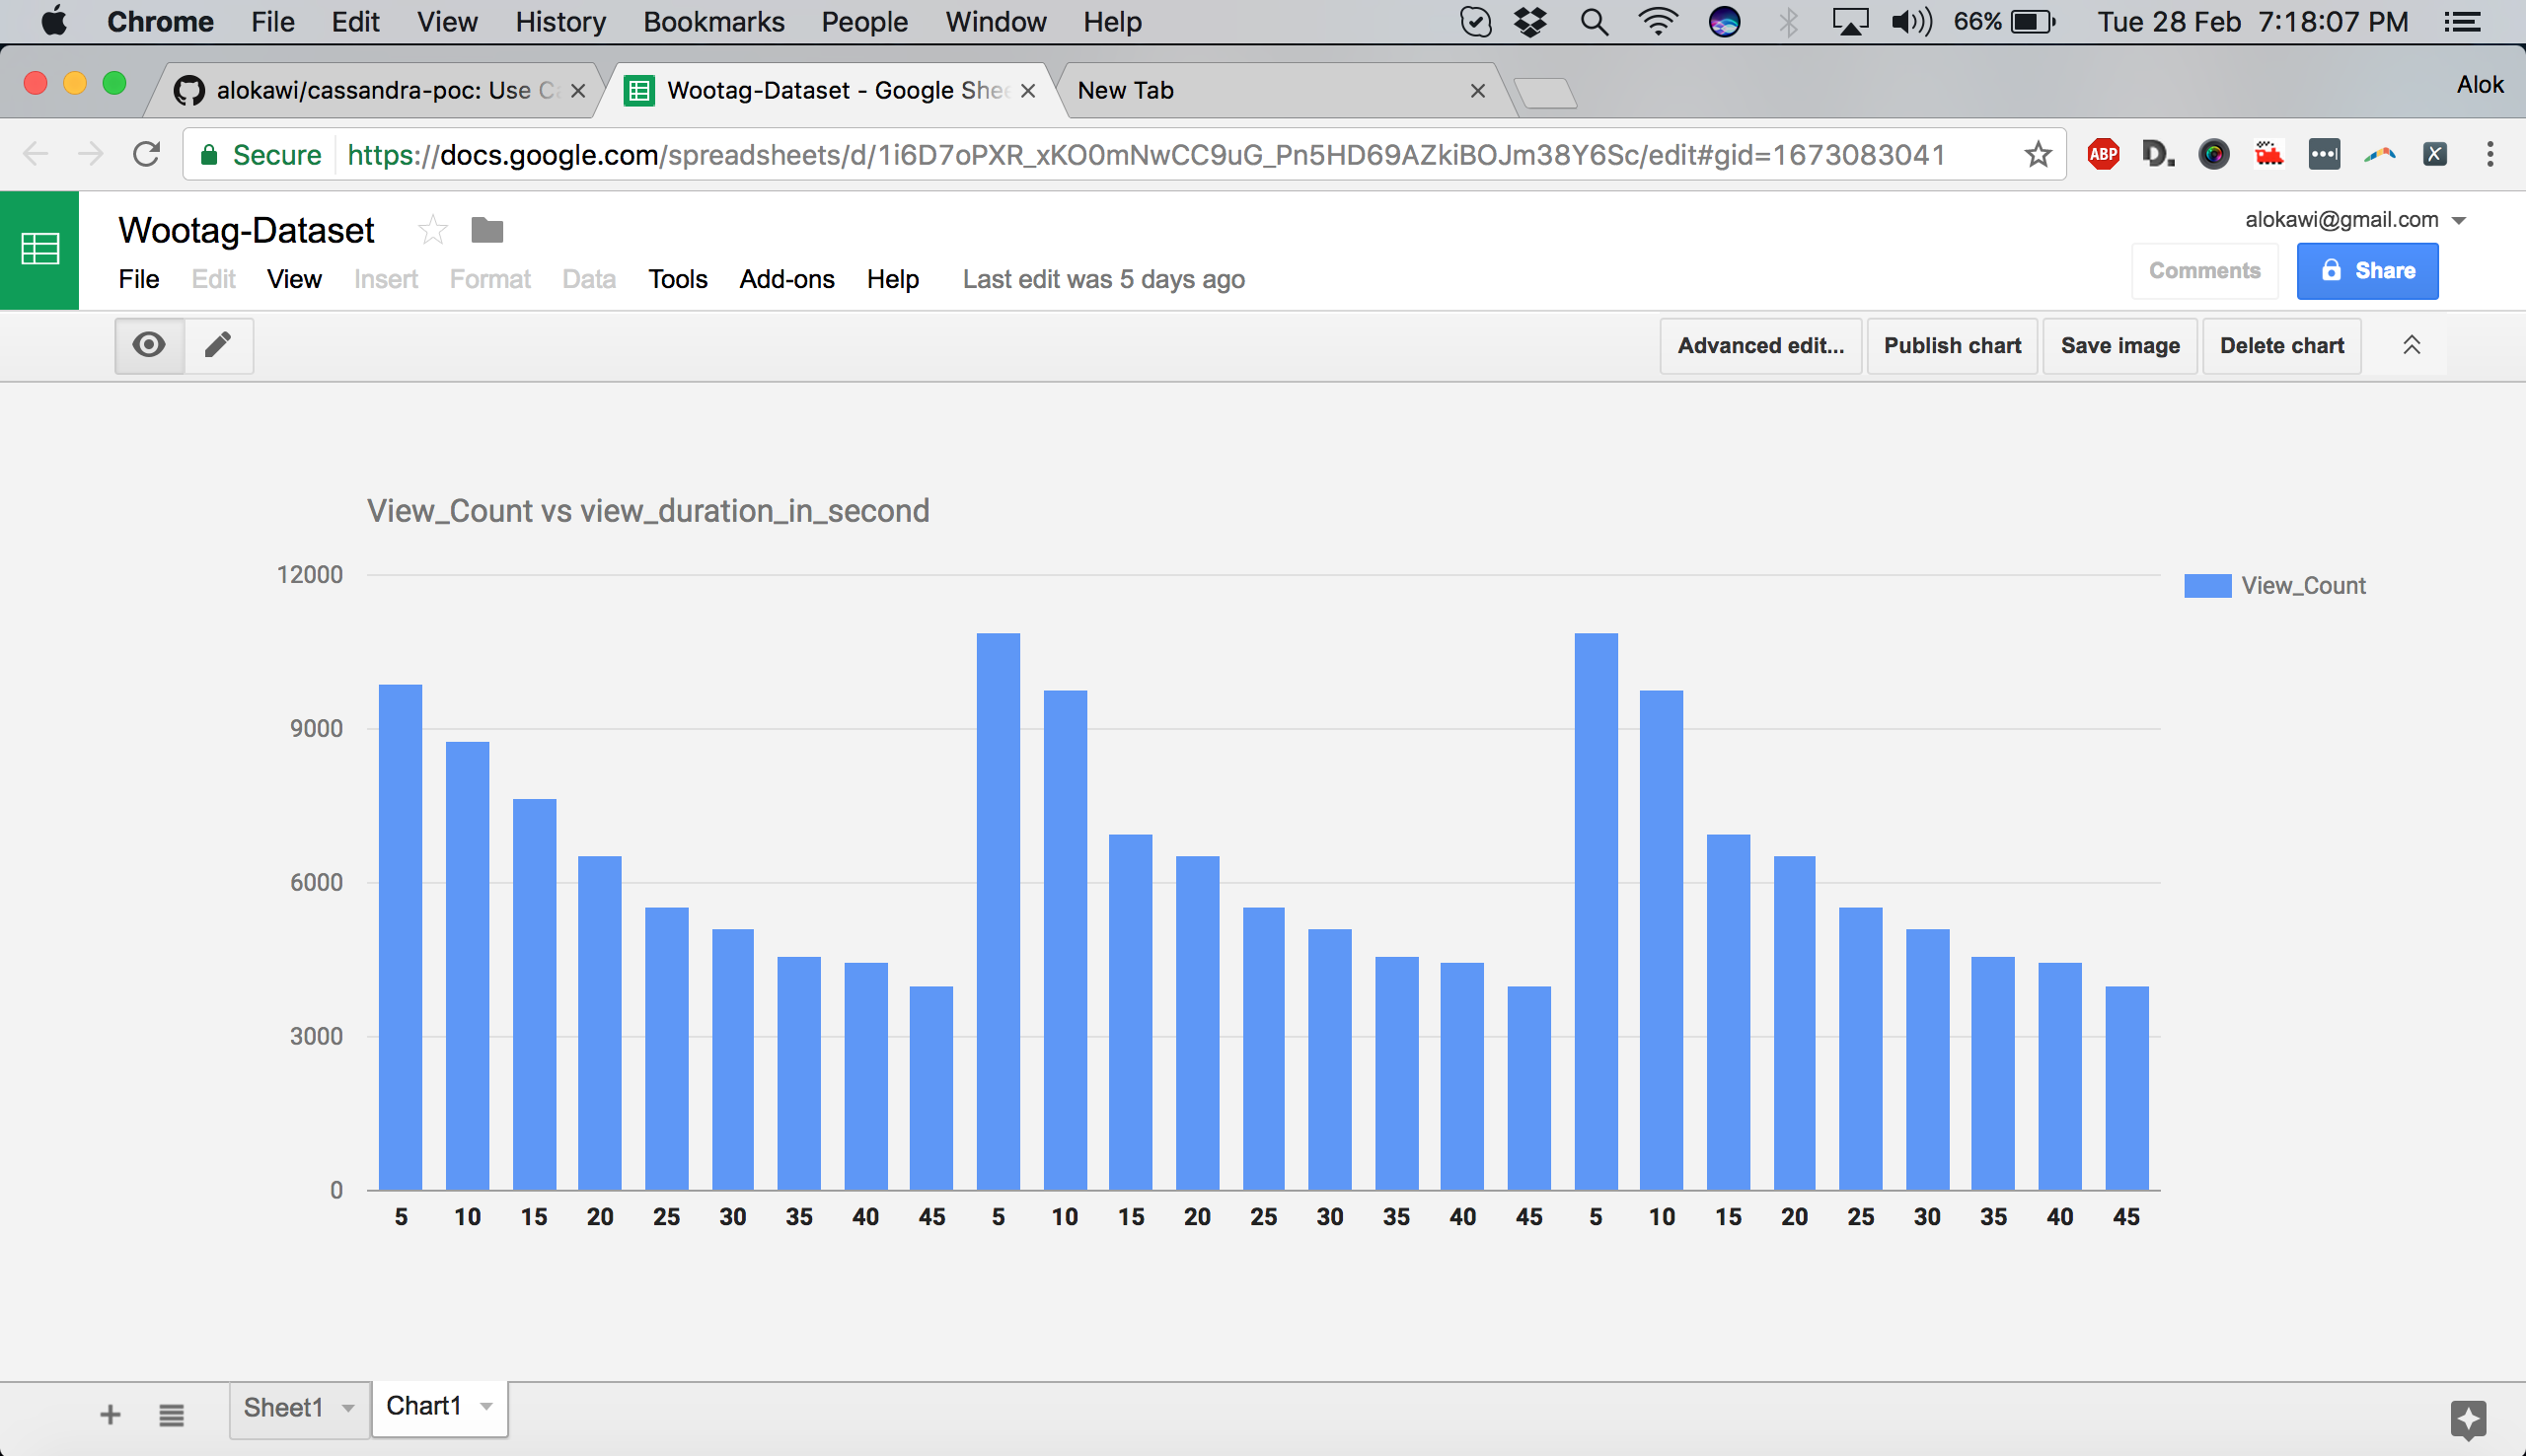 Chrome File Edit View History Bookmarks People Window Help 66% Tue 28 Feb 7:18:07 PM
alokawi/cassandra-poc: Use Ca Wootag-Dataset - Google Shee New Tab Alok
Secure https://docs.google.com/spreadsheets/d/1i6D7oPXR_xKO0mNwCC9uG_Pn5HD69AZkiBOJm38Y6Sc/edit#gid=1673083041 ABP D. X
Wootag-Dataset alokawi@gmail.com
File Edit View Insert Format Data Tools Add-ons Help Last edit was 5 days ago Comments Share
Advanced edit... Publish chart Save image Delete chart
View_Count vs view_duration_in_second
12000
View_Count
9000
6000
3000
0
5 10 15 20 25 30 35 40 45 5 10 15 20 25 30 35 40 45 5 10 15 20 25 30 35 40 45
Sheet1 Chart1